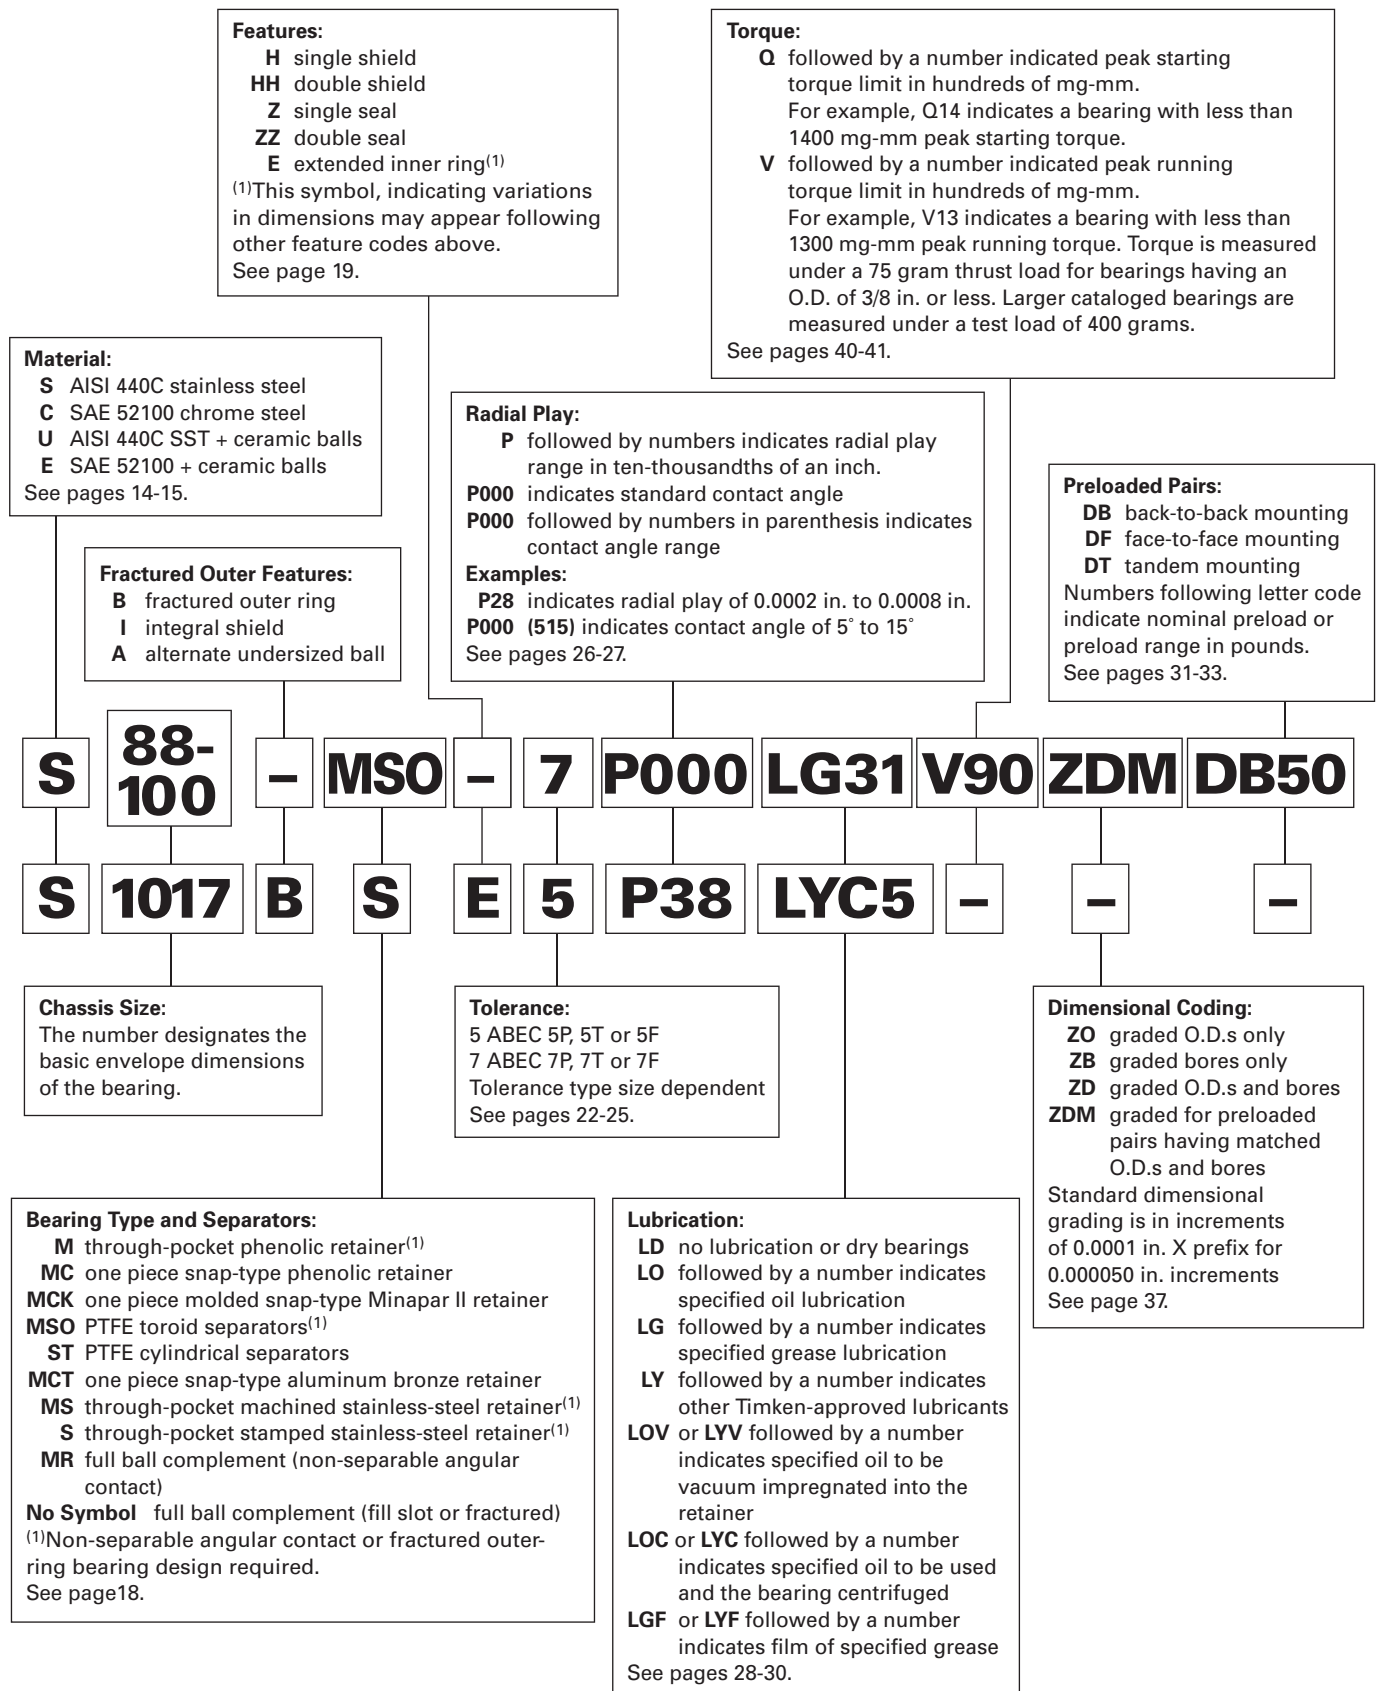 Features:
H single shield
HH double shield
Z single seal
ZZ double seal
E extended inner ring(1)
(1)This symbol, indicating variations
in dimensions may appear following
other feature codes above.
See page 19.
Torque:
Q followed by a number indicated peak starting
torque limit in hundreds of mg-mm.
For example, Q14 indicates a bearing with less than
1400 mg-mm peak starting torque.
V followed by a number indicated peak running
torque limit in hundreds of mg-mm.
For example, V13 indicates a bearing with less than
1300 mg-mm peak running torque. Torque is measured
under a 75 gram thrust load for bearings having an
O.D. of 3/8 in. or less. Larger cataloged bearings are
measured under a test load of 400 grams.
See pages 40-41.
Material:
S AISI 440C stainless steel
C SAE 52100 chrome steel
U AISI 440C SST + ceramic balls
E SAE 52100 + ceramic balls
See pages 14-15.
Radial Play:
P followed by numbers indicates radial play
range in ten-thousandths of an inch.
P000 indicates standard contact angle
P000 followed by numbers in parenthesis indicates
contact angle range
Examples:
P28 indicates radial play of 0.0002 in. to 0.0008 in.
P000 (515) indicates contact angle of 5° to 15°
See pages 26-27.
Preloaded Pairs:
DB back-to-back mounting
DF face-to-face mounting
DT tandem mounting
Numbers following letter code
indicate nominal preload or
preload range in pounds.
See pages 31-33.
Fractured Outer Features:
B fractured outer ring
I integral shield
A alternate undersized ball
S 88- – MSO – 7 P000 LG31 V90 ZDM DB50
100
S 1017 B S E 5 P38 LYC5 – – –
Chassis Size:
The number designates the
basic envelope dimensions
of the bearing.
Tolerance:
5 ABEC 5P, 5T or 5F
7 ABEC 7P, 7T or 7F
Tolerance type size dependent
See pages 22-25.
Dimensional Coding:
ZO graded O.D.s only
ZB graded bores only
ZD graded O.D.s and bores
ZDM graded for preloaded
pairs having matched
O.D.s and bores
Standard dimensional
grading is in increments
of 0.0001 in. X prefix for
0.000050 in. increments
See page 37.
Bearing Type and Separators:
M through-pocket phenolic retainer(1)
MC one piece snap-type phenolic retainer
MCK one piece molded snap-type Minapar II retainer
MSO PTFE toroid separators(1)
ST PTFE cylindrical separators
MCT one piece snap-type aluminum bronze retainer
MS through-pocket machined stainless-steel retainer(1)
S through-pocket stamped stainless-steel retainer(1)
MR full ball complement (non-separable angular
contact)
No Symbol full ball complement (fill slot or fractured)
(1)Non-separable angular contact or fractured outer-
ring bearing design required.
See page18.
Lubrication:
LD no lubrication or dry bearings
LO followed by a number indicates
specified oil lubrication
LG followed by a number indicates
specified grease lubrication
LY followed by a number indicates
other Timken-approved lubricants
LOV or LYV followed by a number
indicates specified oil to be
vacuum impregnated into the
retainer
LOC or LYC followed by a number
indicates specified oil to be used
and the bearing centrifuged
LGF or LYF followed by a number
indicates film of specified grease
See pages 28-30.